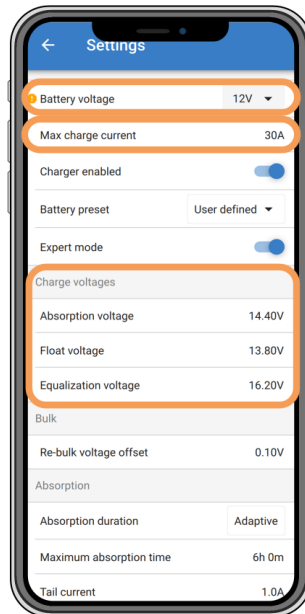 Settings
Battery voltage 12V
Max charge current 30A
Charger enabled
Battery preset User defined
Expert mode
Charge voltages
Absorption voltage 14.40V
Float voltage 13.80V
Equalization voltage 16.20V
Bulk
Re-bulk voltage offset 0.10V
Absorption
Absorption duration Adaptive
Maximum absorption time 6h 0m
Tail current 1.0A